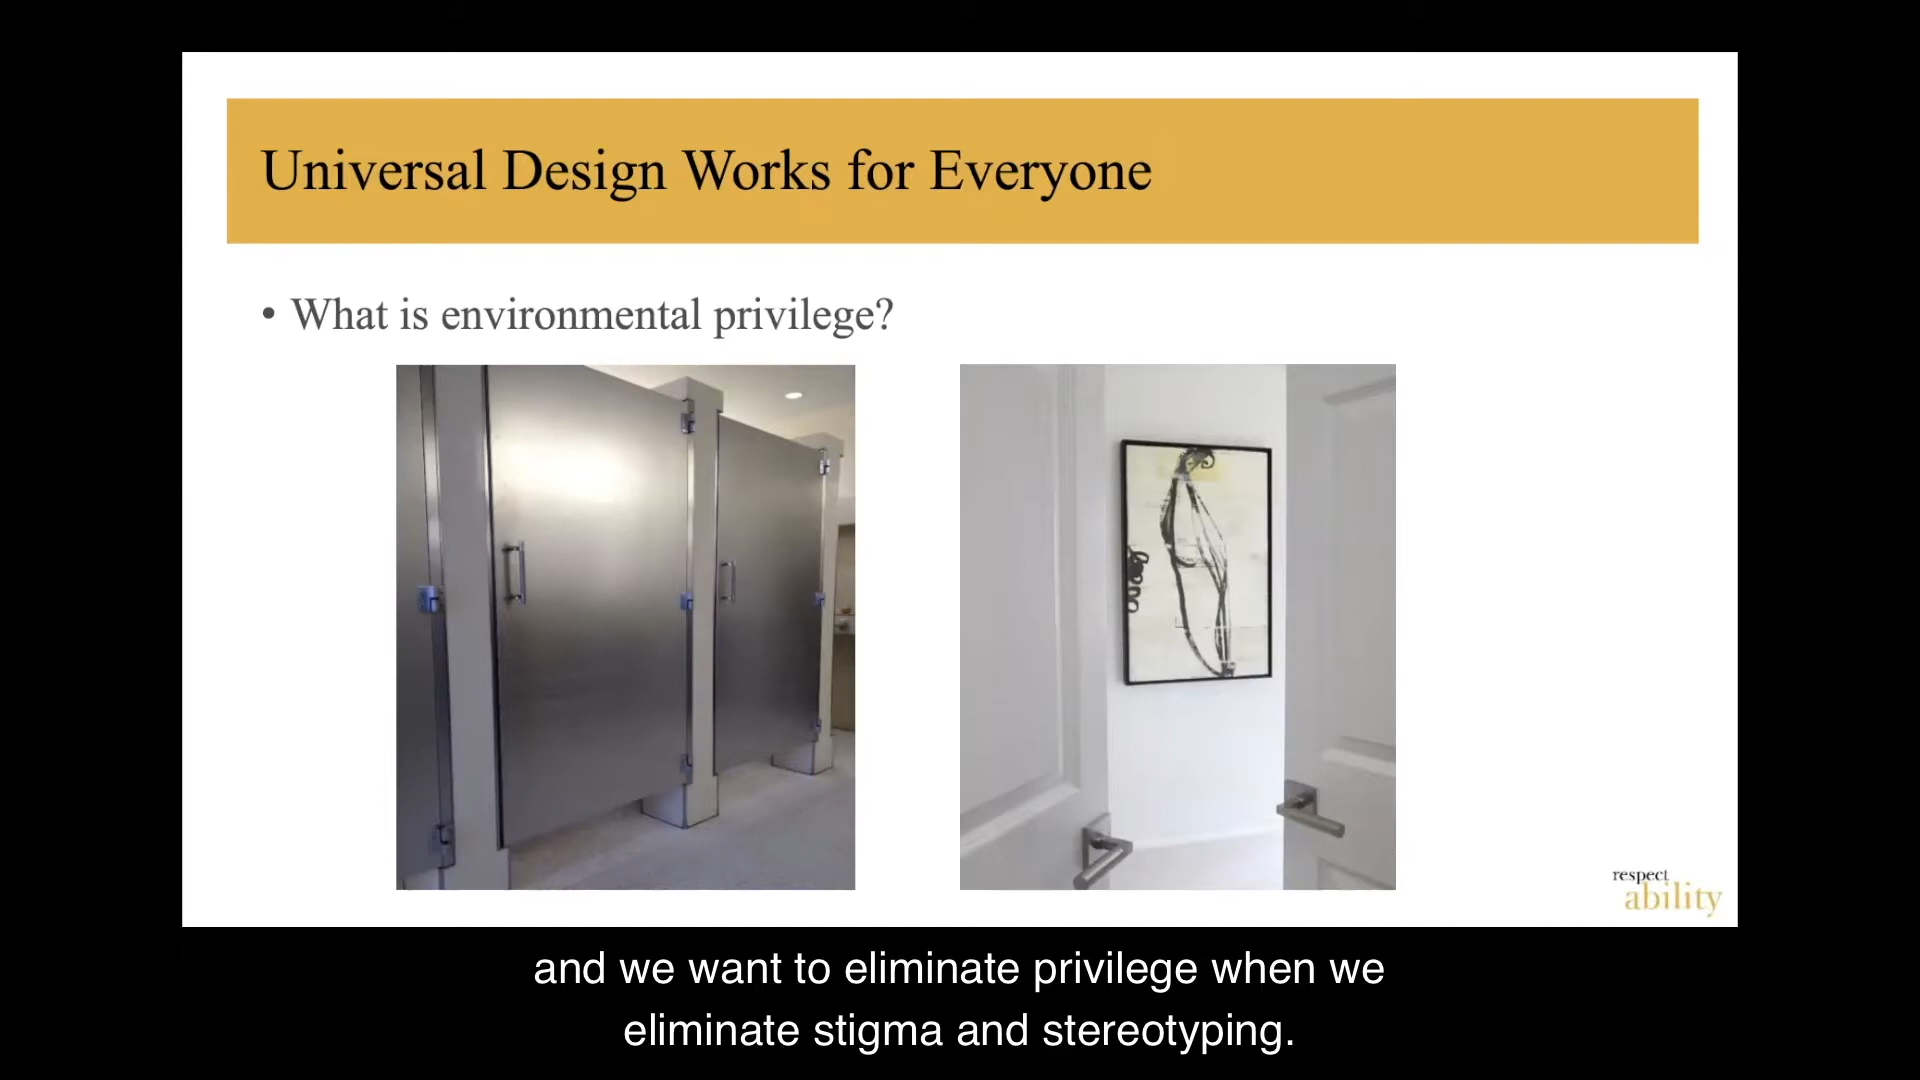 Universal Design Works for Everyone
• What is environmental privilege?
respect
ability
and we want to eliminate privilege when we
eliminate stigma and stereotyping.